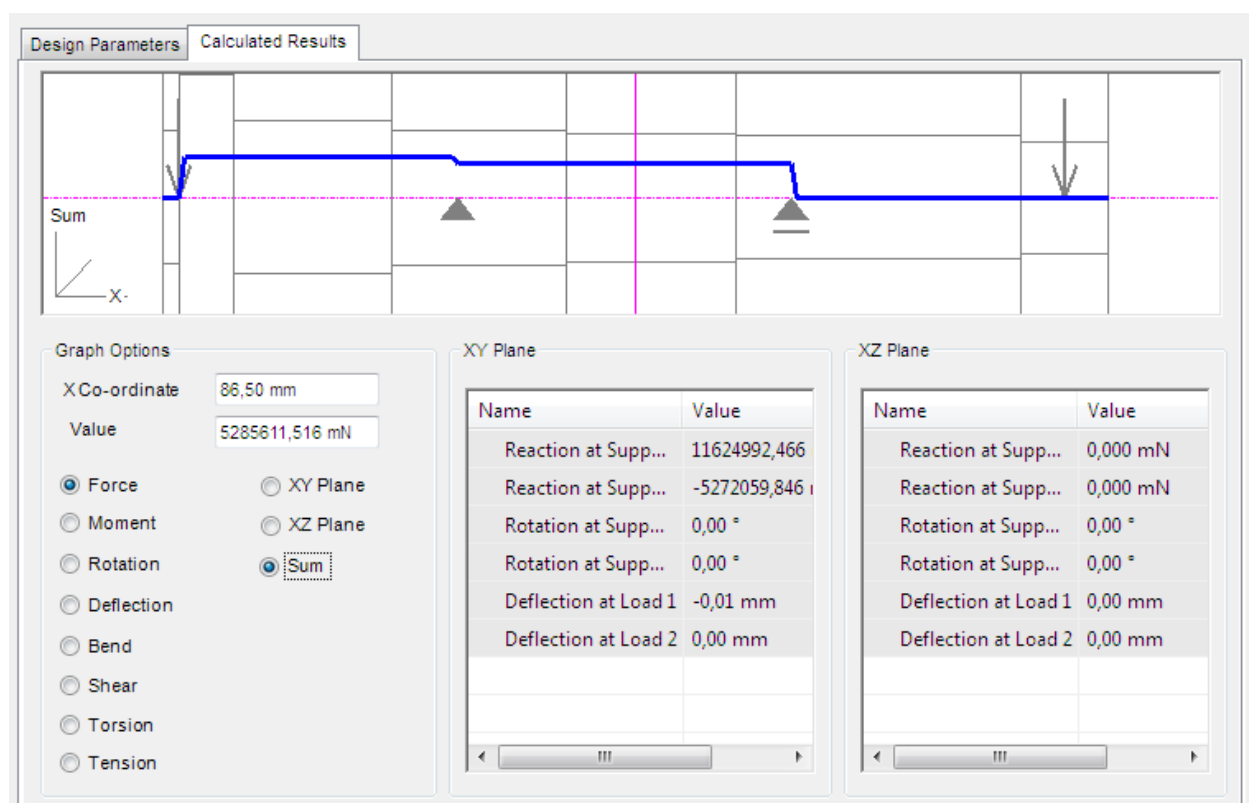 Design Parameters Calculated Results
Sum
X-
Graph Options
X Co-ordinate 86,50 mm
Value 5285611,516 mN
Force XY Plane
Moment XZ Plane
Rotation Sum
Deflection
Bend
Shear
Torsion
Tension
XY Plane
Name Value
Reaction at Supp... 11624992,466
Reaction at Supp... -5272059,846
Rotation at Supp... 0,00 °
Rotation at Supp... 0,00 °
Deflection at Load 1 -0,01 mm
Deflection at Load 2 0,00 mm
XZ Plane
Name Value
Reaction at Supp... 0,000 mN
Reaction at Supp... 0,000 mN
Rotation at Supp... 0,00 °
Rotation at Supp... 0,00 °
Deflection at Load 1 0,00 mm
Deflection at Load 2 0,00 mm